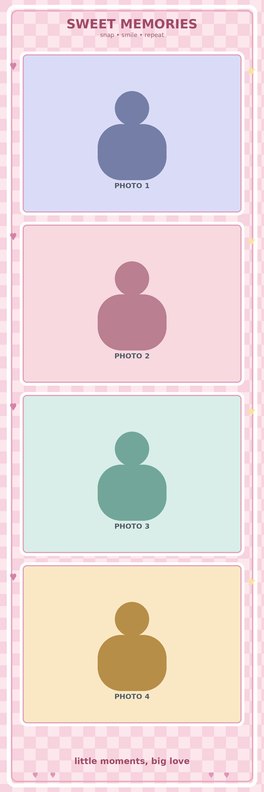 SWEET MEMORIES
snap • smile • repeat
PHOTO 1
PHOTO 2
PHOTO 3
PHOTO 4
little moments, big love